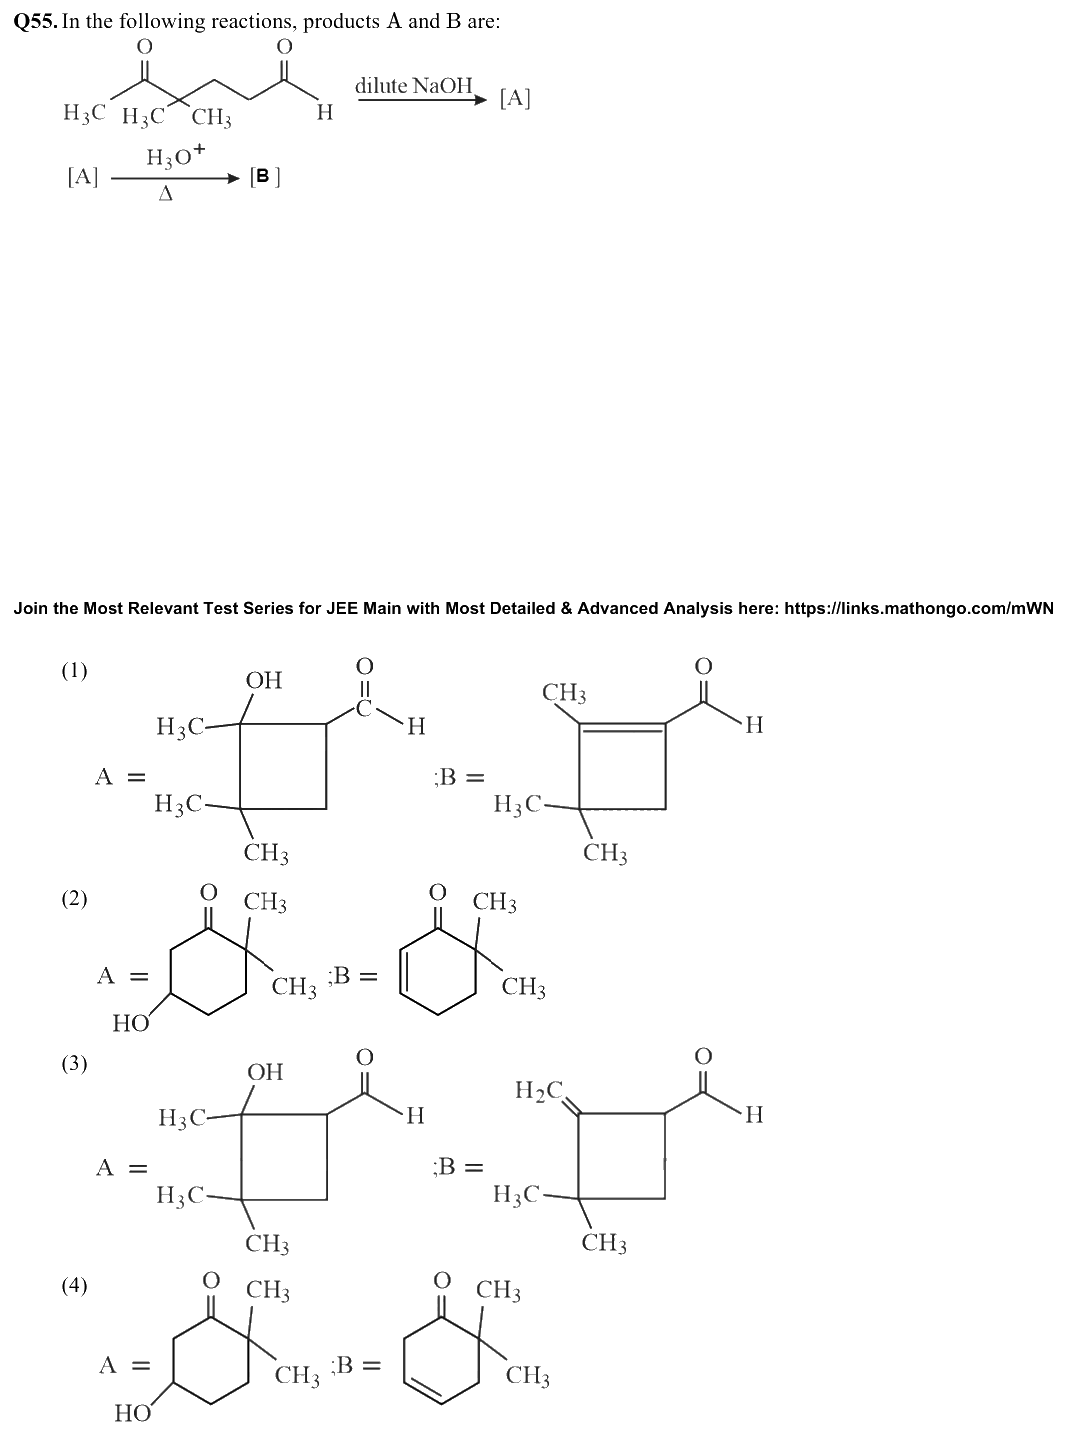 Q55. In the following reactions, products A and B are:
O O
H3C H3C CH3 H
dilute NaOH [A]
[A] H3O+ Δ [B]
Join the Most Relevant Test Series for JEE Main with Most Detailed & Advanced Analysis here: https://links.mathongo.com/mWN
(1)
A = OH O C H H3C H3C CH3 ;B = CH3 O H H3C CH3
(2)
A = O CH3 CH3 HO ;B = O CH3 CH3
(3)
A = OH O H H3C H3C CH3 ;B = H2C O H H3C CH3
(4)
A = O CH3 CH3 HO ;B = O CH3 CH3